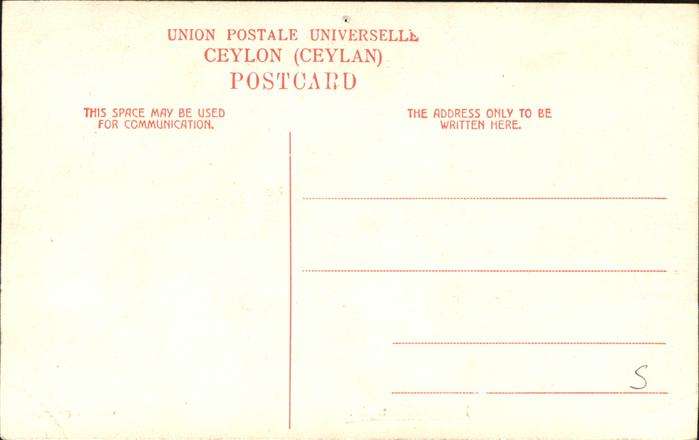 UNION POSTALE UNIVERSELLE
CEYLON (CEYLAN)
POSTCARD
THIS SPACE MAY BE USED
FOR COMMUNICATION.
THE ADDRESS ONLY TO BE
WRITTEN HERE.
S